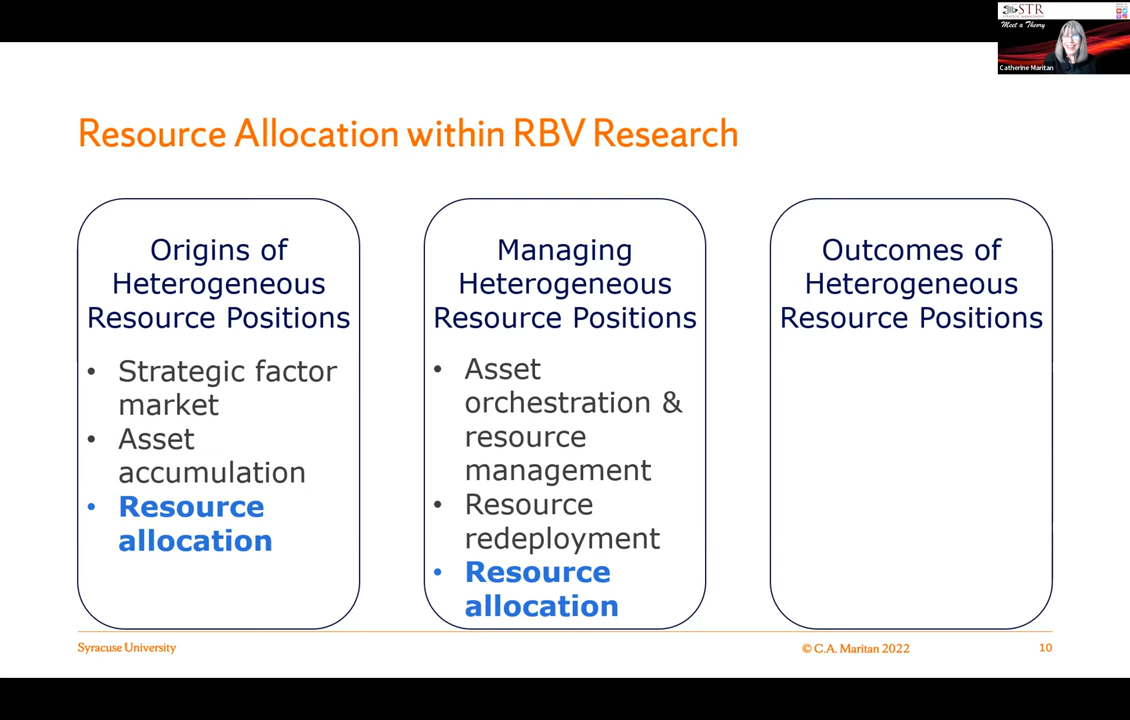 STR
Meet a Theory
Catherine Maritan
Resource Allocation within RBV Research
Origins of
Heterogeneous
Resource Positions
• Strategic factor
market
• Asset
accumulation
• Resource
allocation
Managing
Heterogeneous
Resource Positions
• Asset
orchestration &
resource
management
• Resource
redeployment
• Resource
allocation
Outcomes of
Heterogeneous
Resource Positions
Syracuse University
© C.A. Maritan 2022
10